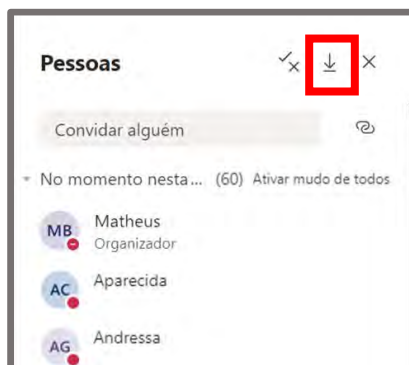 Pessoas
Convidar alguém
No momento nesta... (60) Ativar mudo de todos
MB Matheus
Organizador
AC Aparecida
AG Andressa